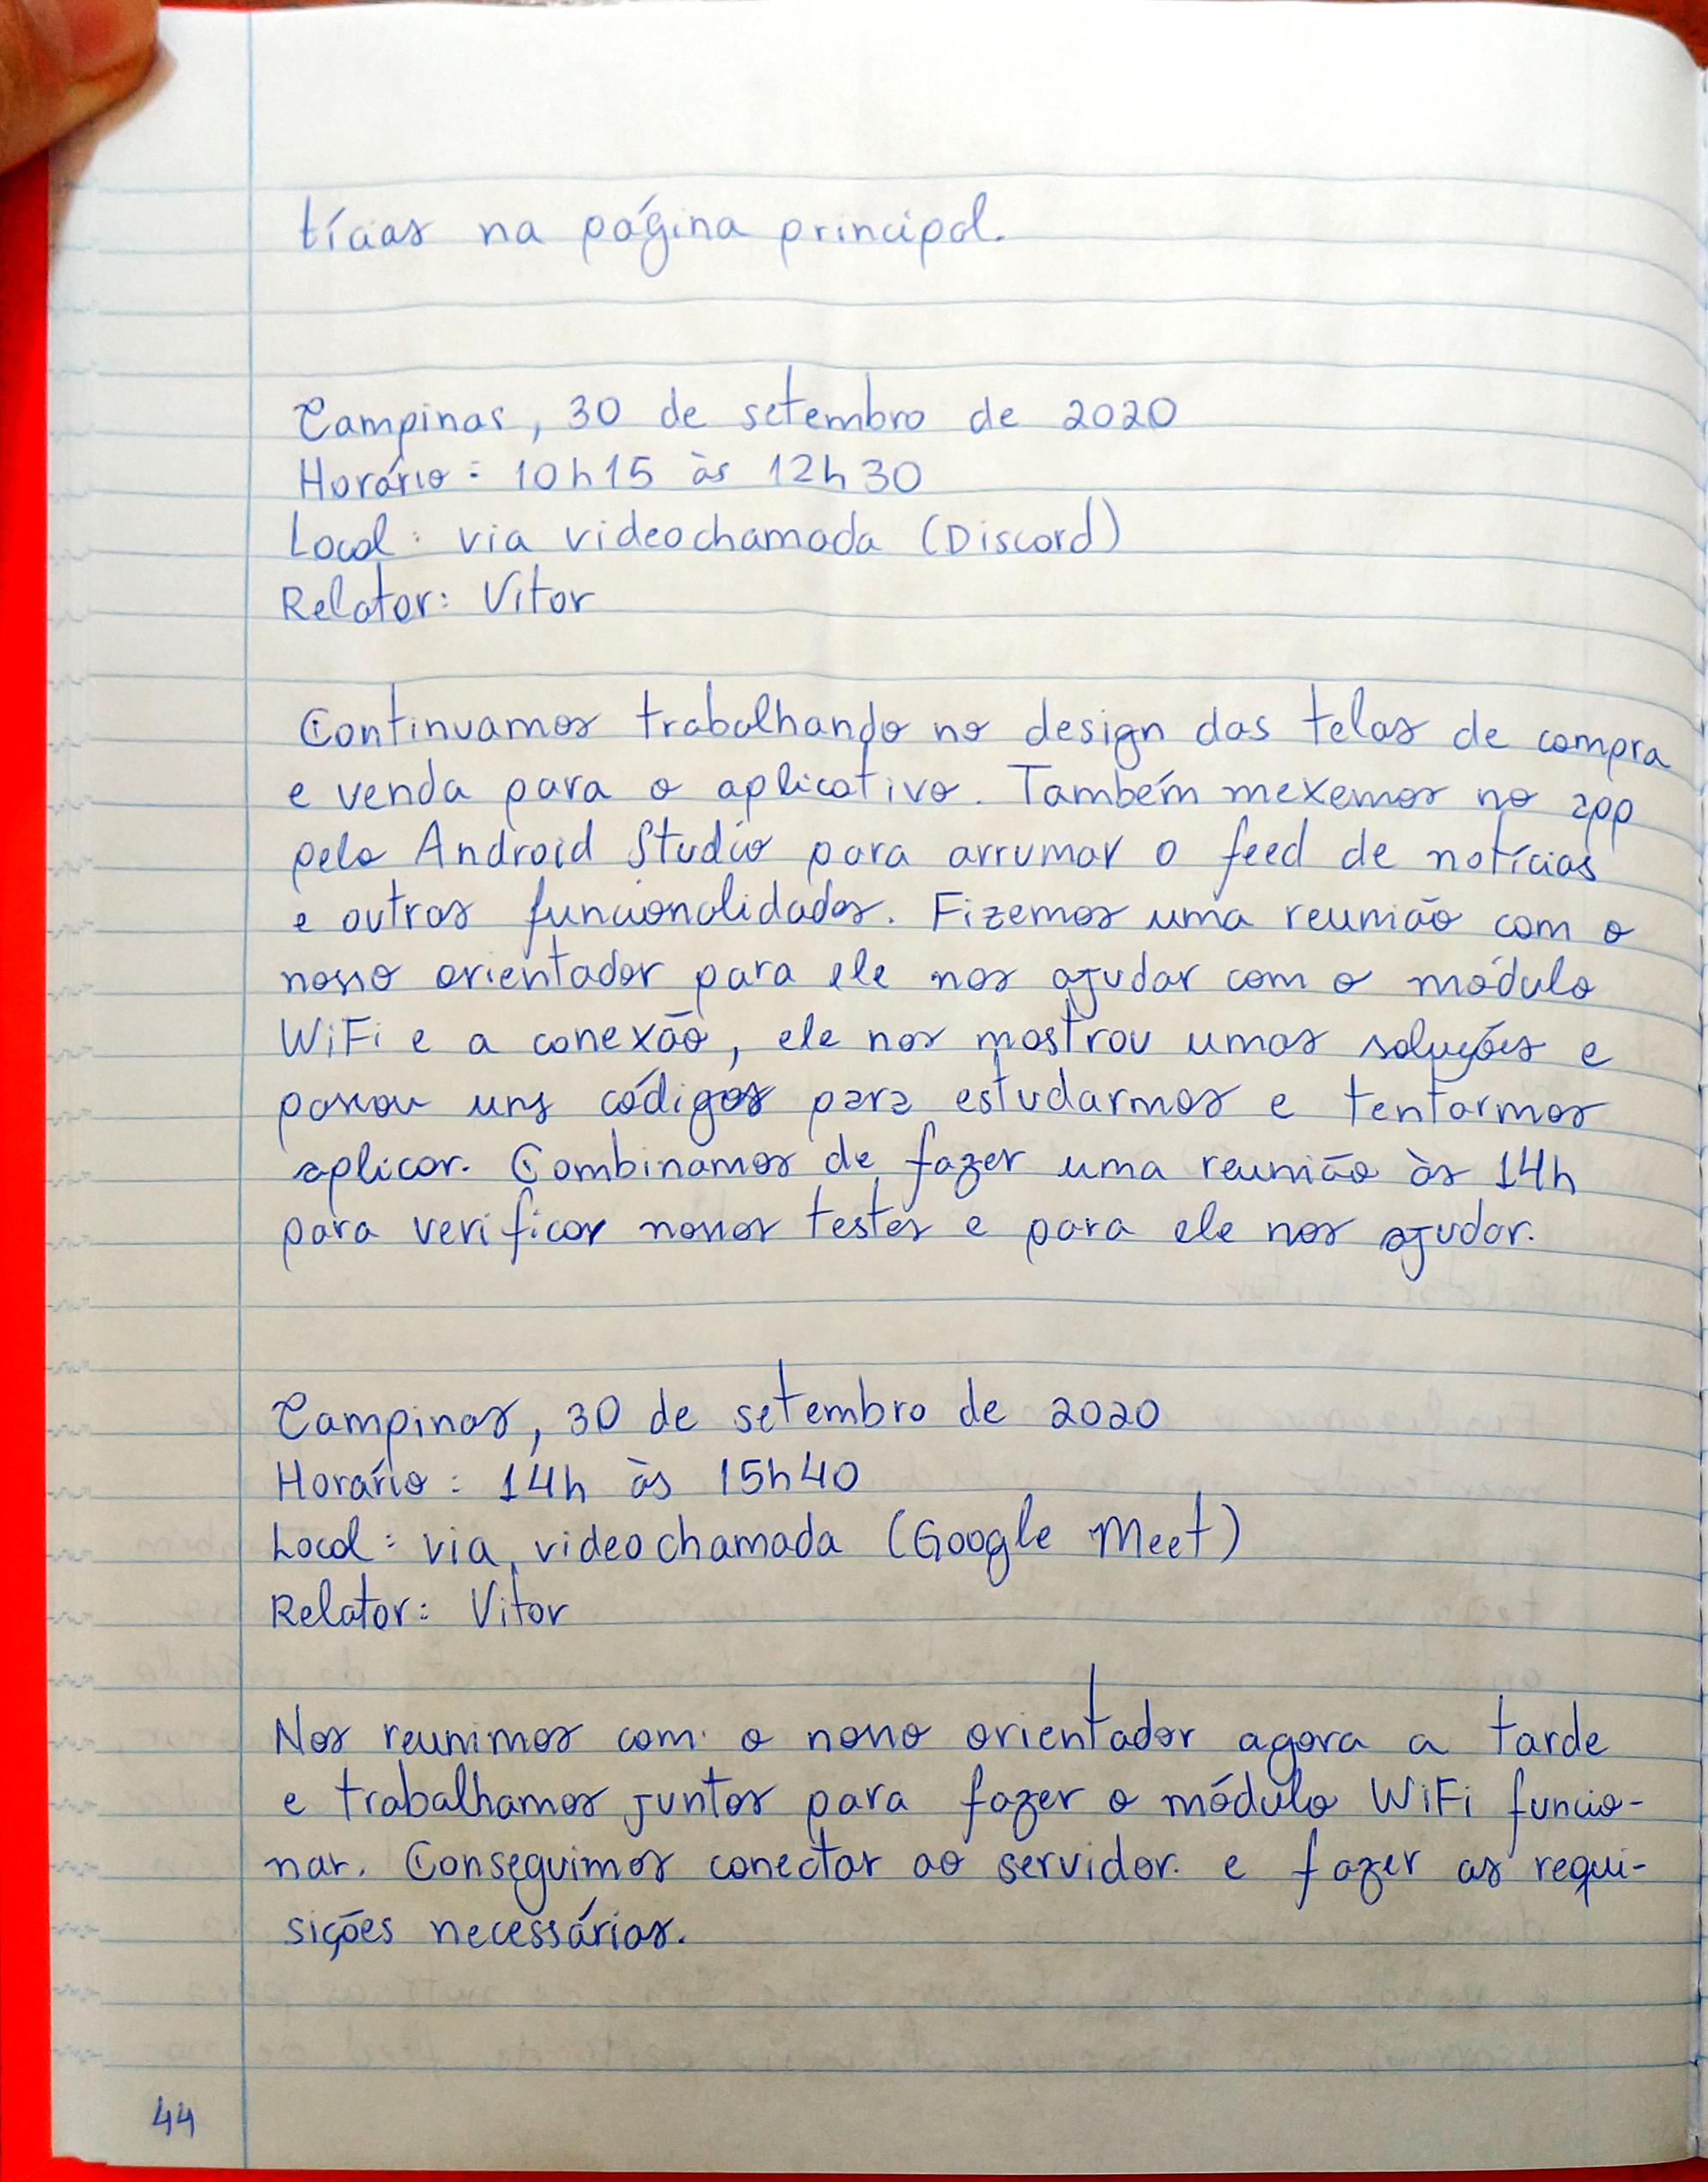 tícias na página principal.
Campinas, 30 de setembro de 2020
Horário: 10h15 às 12h30
Local: via videochamada (Discord)
Relator: Vitor
Continuamos trabalhando no design das telas de compra
e venda para o aplicativo. Também mexemos no app
pelo Android Studio para arrumar o feed de notícias
e outras funcionalidades. Fizemos uma reunião com o
nosso orientador para ele nos ajudar com o módulo
WiFi e a conexão, ele nos mostrou umas soluções e
passou uns códigos para estudarmos e tentarmos
aplicar. Combinamos de fazer uma reunião às 14h
para verificar nossos testes e para ele nos ajudar.
Campinas, 30 de setembro de 2020
Horário: 14h às 15h40
Local: via videochamada (Google Meet)
Relator: Vitor
Nos reunimos com o nosso orientador agora a tarde
e trabalhamos juntos para fazer o módulo WiFi funcio-
nar. Conseguimos conectar ao servidor e fazer as requi-
sições necessárias.
44